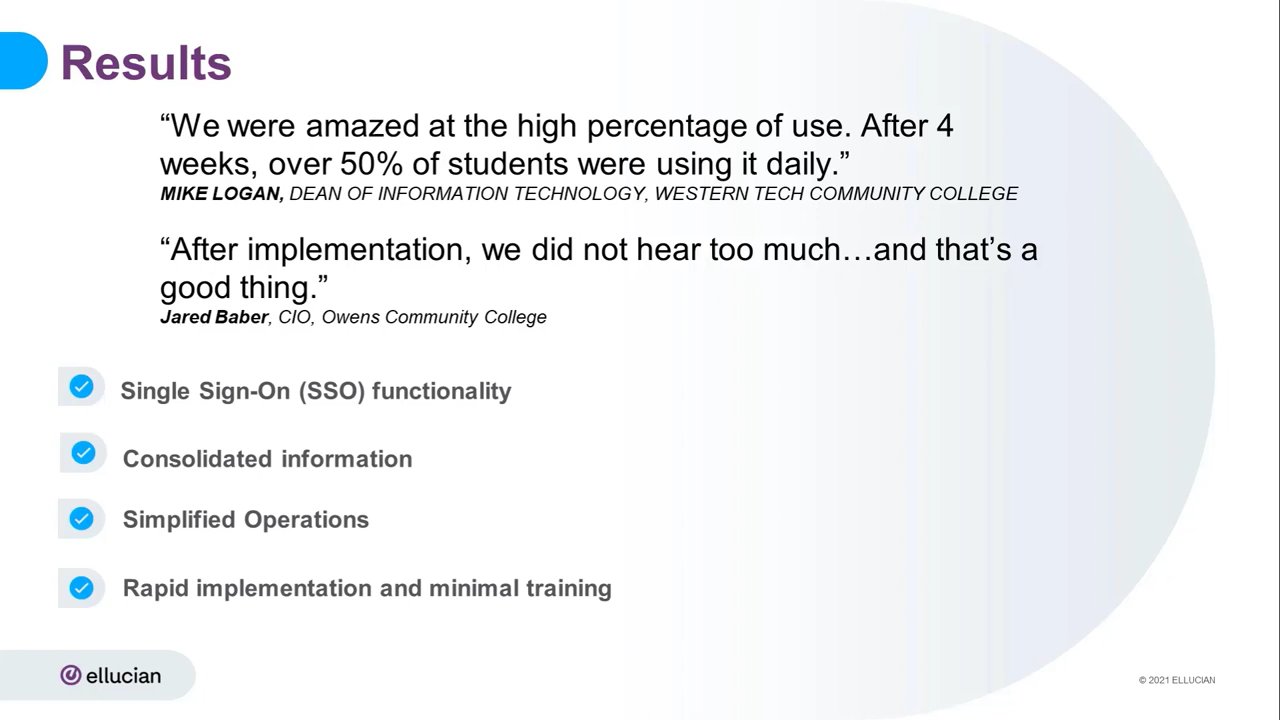 Results
“We were amazed at the high percentage of use. After 4
weeks, over 50% of students were using it daily.”
MIKE LOGAN, DEAN OF INFORMATION TECHNOLOGY, WESTERN TECH COMMUNITY COLLEGE
“After implementation, we did not hear too much…and that’s a
good thing.”
Jared Baber, CIO, Owens Community College
Single Sign-On (SSO) functionality
Consolidated information
Simplified Operations
Rapid implementation and minimal training
ellucian
© 2021 ELLUCIAN